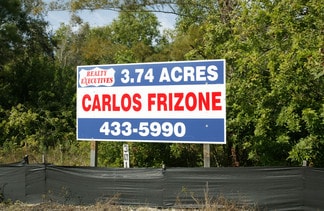 REALTY
EXECUTIVES
3.74 ACRES
CARLOS FRIZONE
433-5990